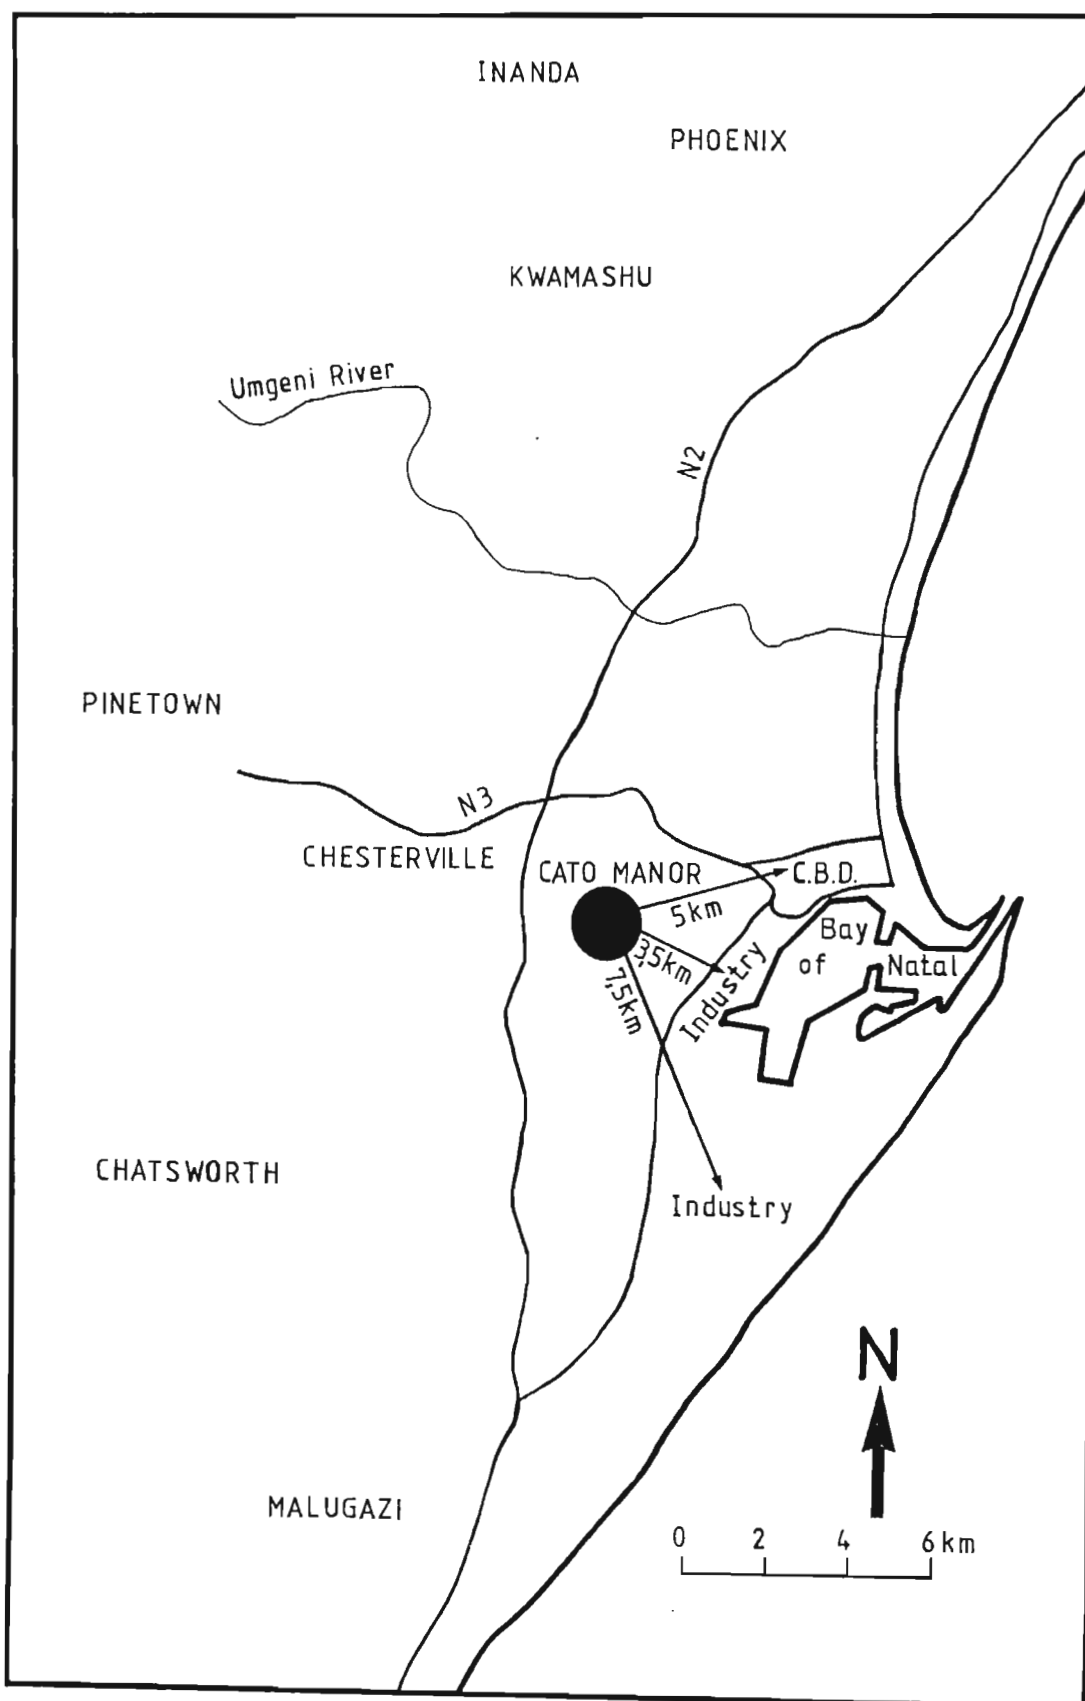 INANDA
PHOENIX
KWAMASHU
Umgeni River
N2
PINETOWN
N3
CHESTERVILLE
CATO MANOR
C.B.D.
5km
3,5km
7,5km
Industry
Bay
of
Natal
CHATSWORTH
Industry
N
MALUGAZI
0 2 4 6km